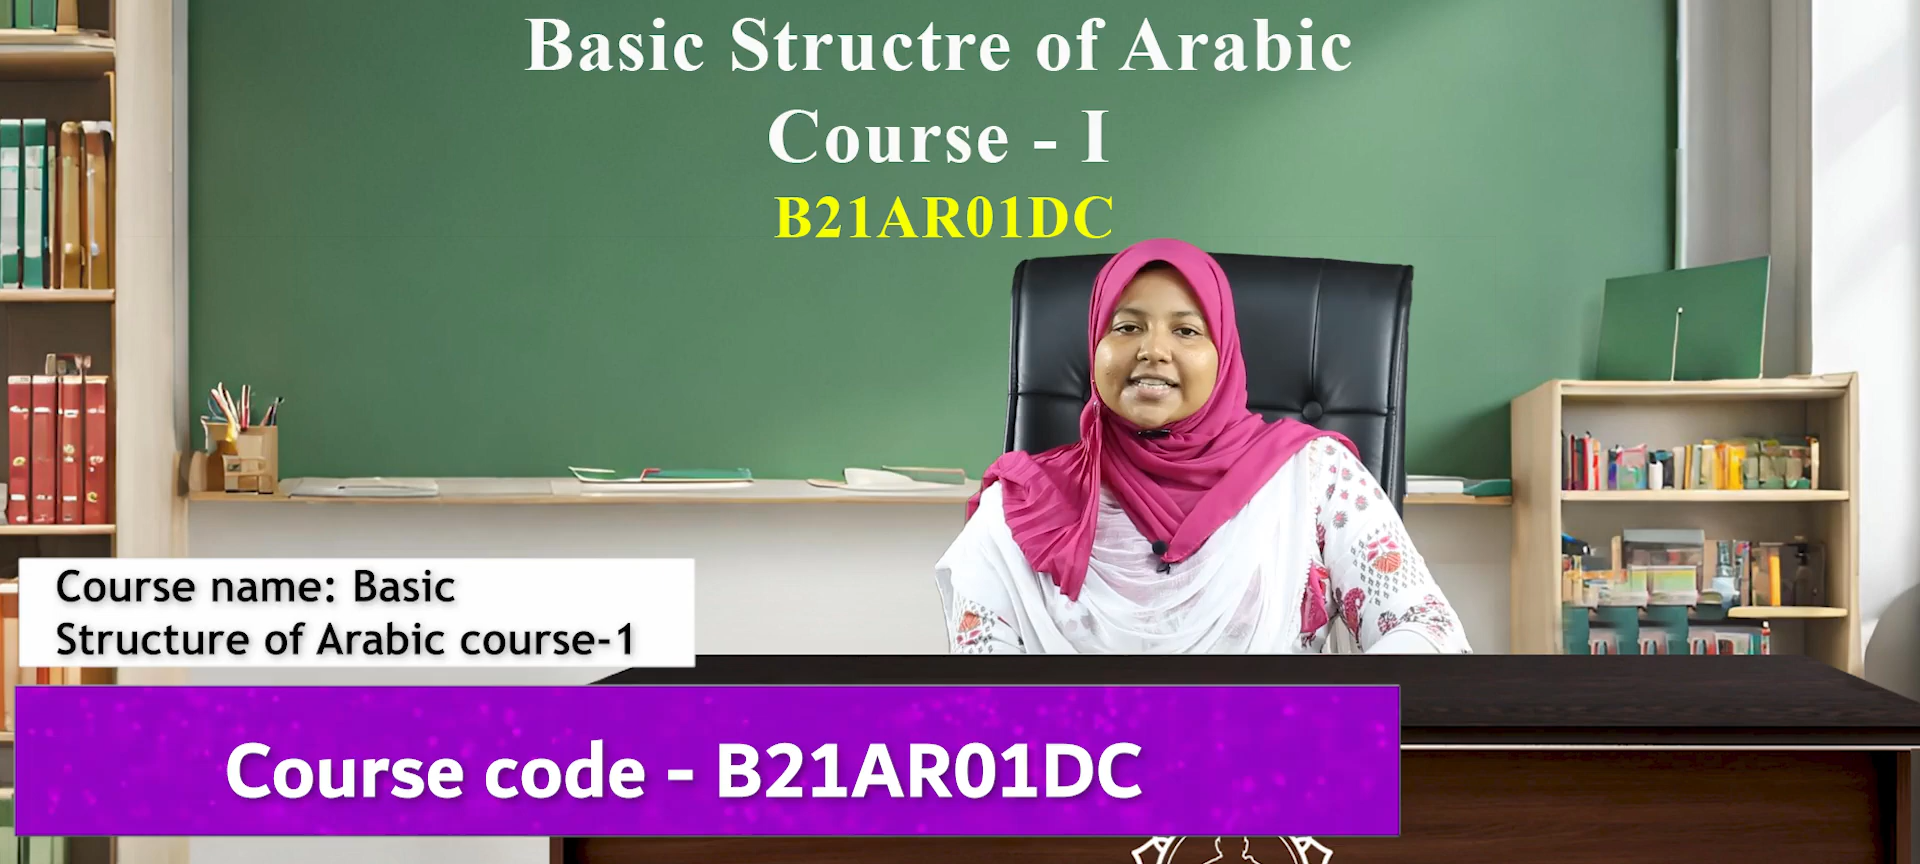 Basic Structre of Arabic
Course - I
B21AR01DC
Course name: Basic
Structure of Arabic course-1
Course code - B21AR01DC